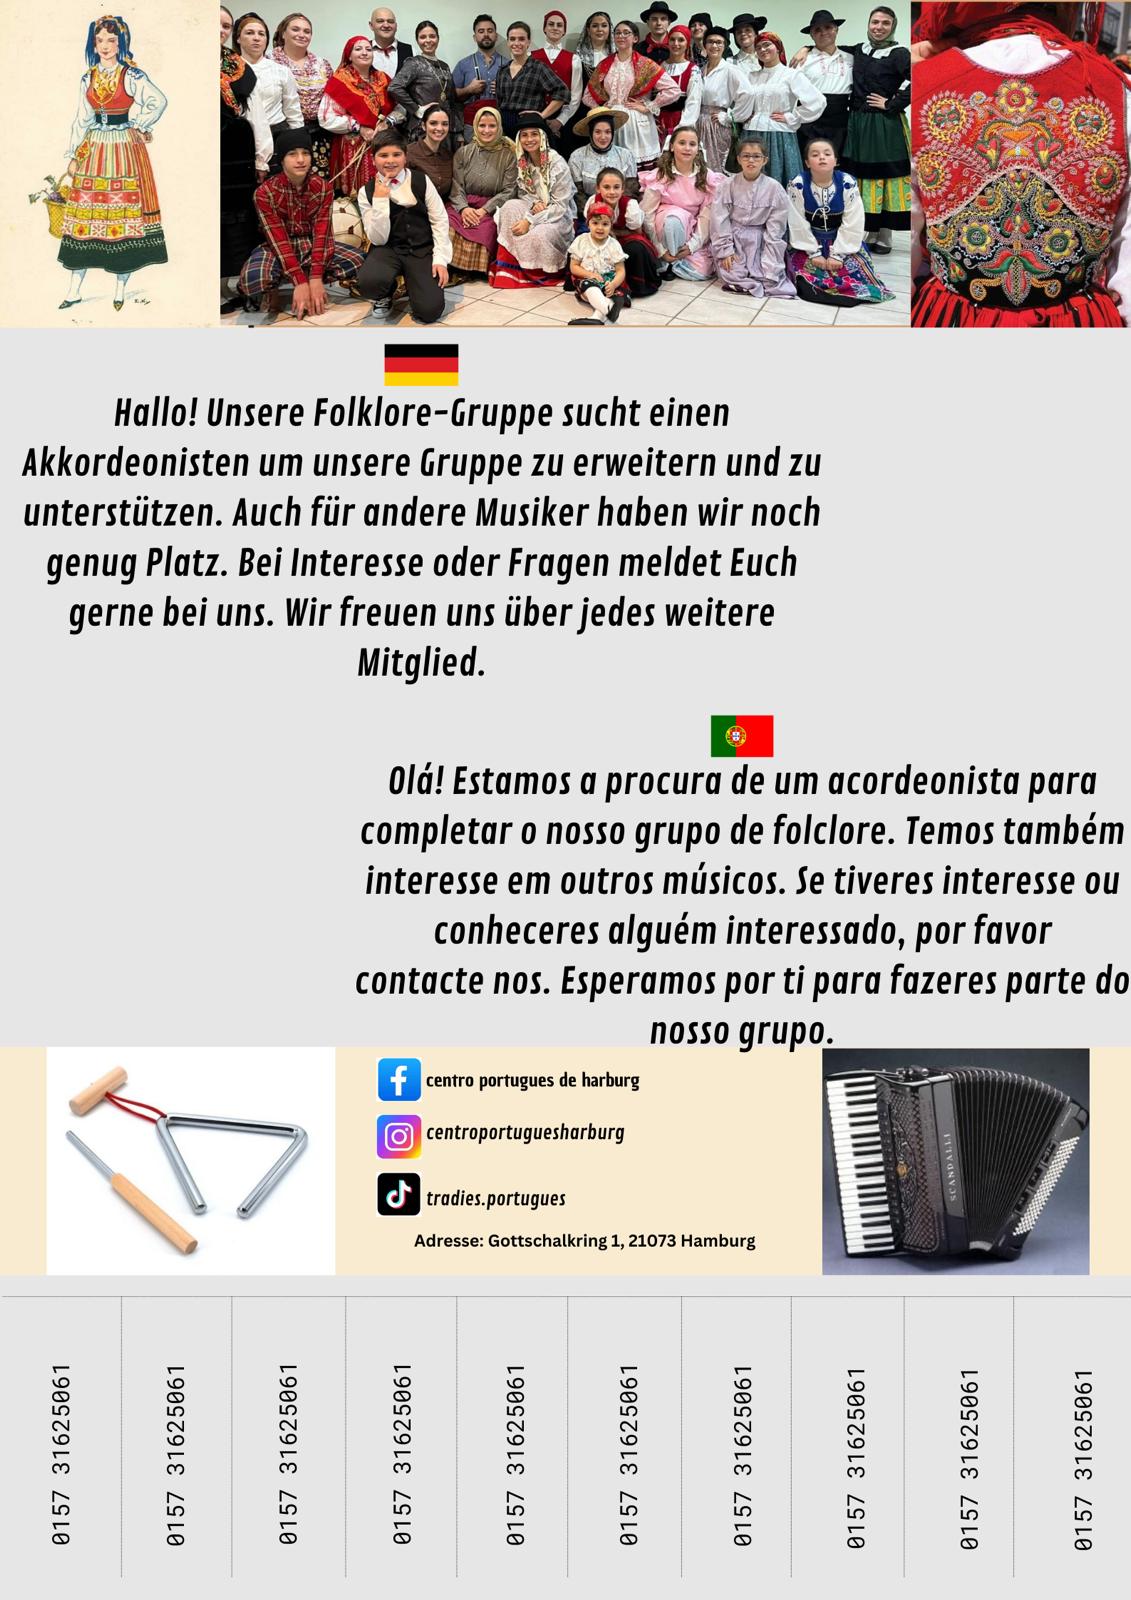 Hallo! Unsere Folklore-Gruppe sucht einen
Akkordeonisten um unsere Gruppe zu erweitern und zu
unterstützen. Auch für andere Musiker haben wir noch
genug Platz. Bei Interesse oder Fragen meldet Euch
gerne bei uns. Wir freuen uns über jedes weitere
Mitglied.
Olá! Estamos a procura de um acordeonista para
completar o nosso grupo de folclore. Temos também
interesse em outros músicos. Se tiveres interesse ou
conheceres alguém interessado, por favor
contacte nos. Esperamos por ti para fazeres parte do
nosso grupo.
centro portugues de harburg
centroportuguesharburg
tradies.portugues
Adresse: Gottschalkring 1, 21073 Hamburg
SCANDALLI
0157 31625061
0157 31625061
0157 31625061
0157 31625061
0157 31625061
0157 31625061
0157 31625061
0157 31625061
0157 31625061
0157 31625061